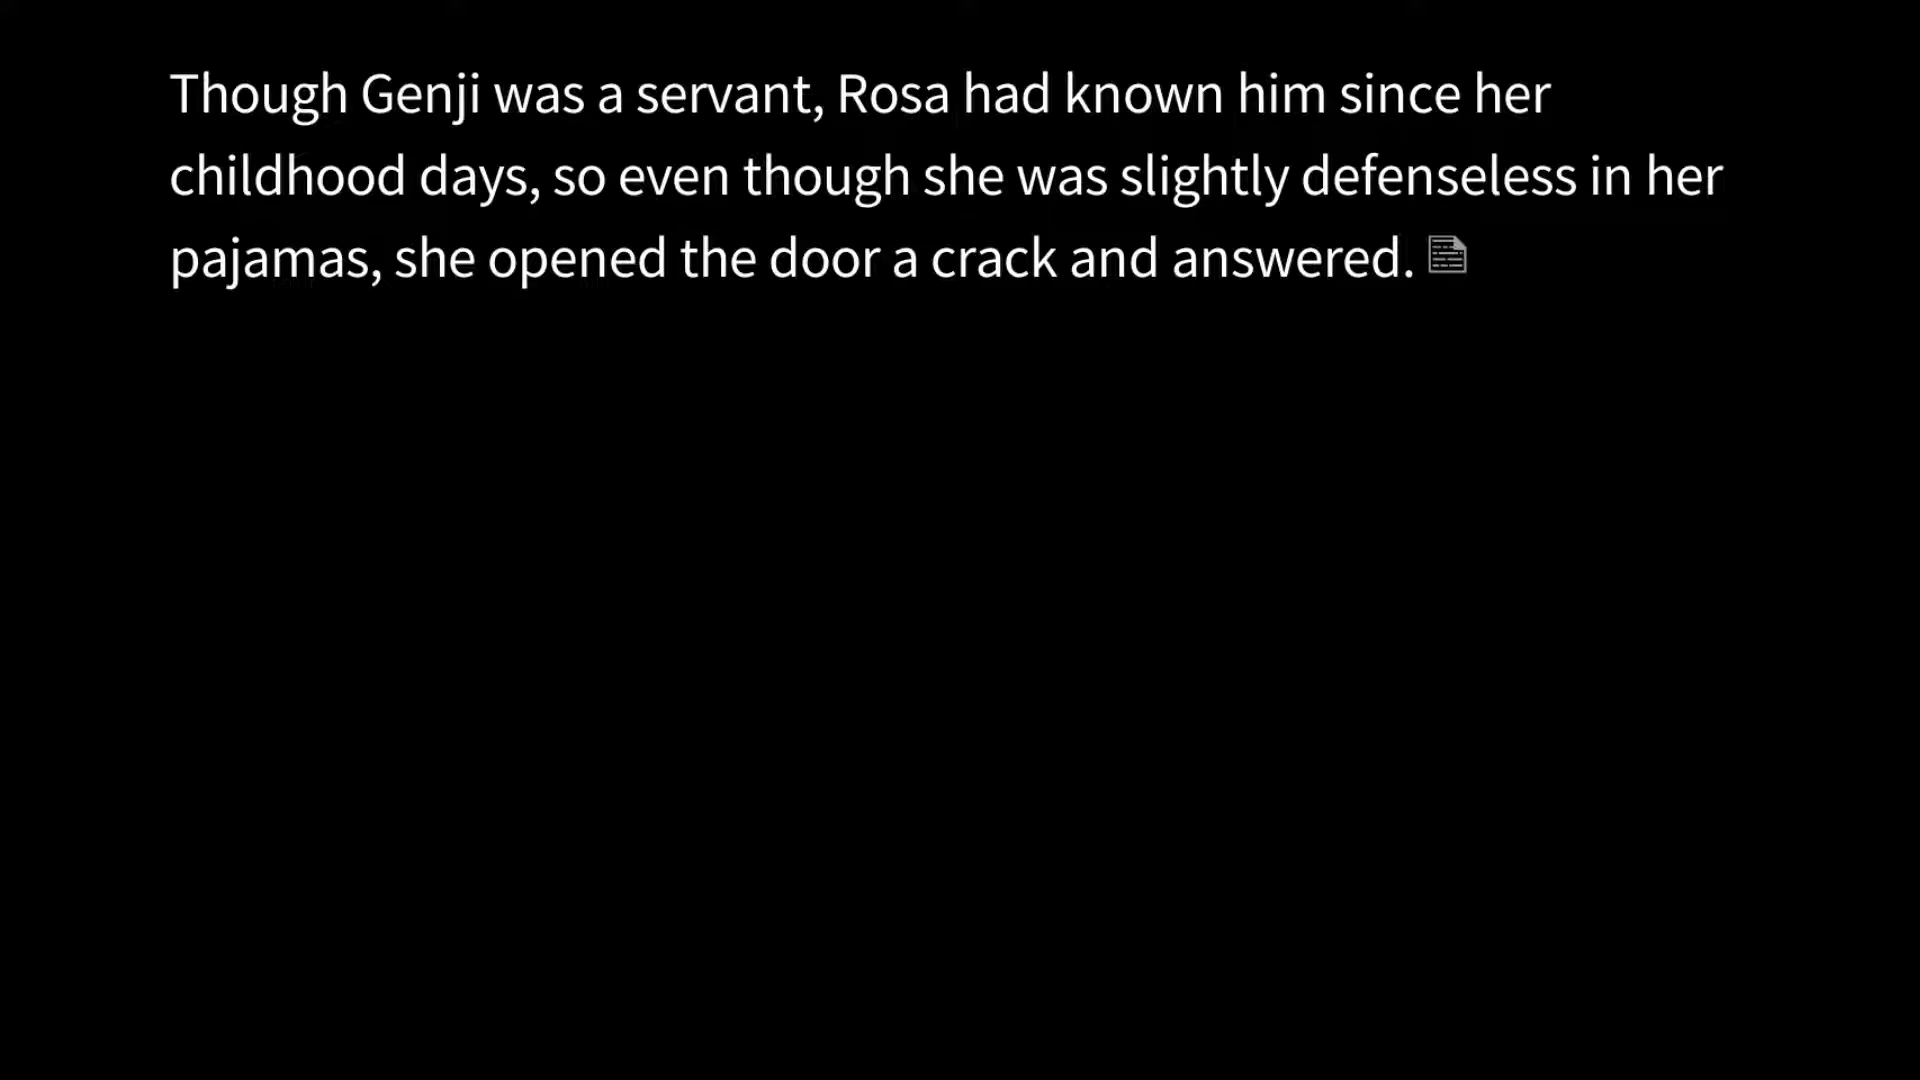 Though Genji was a servant, Rosa had known him since her
childhood days, so even though she was slightly defenseless in her
pajamas, she opened the door a crack and answered.